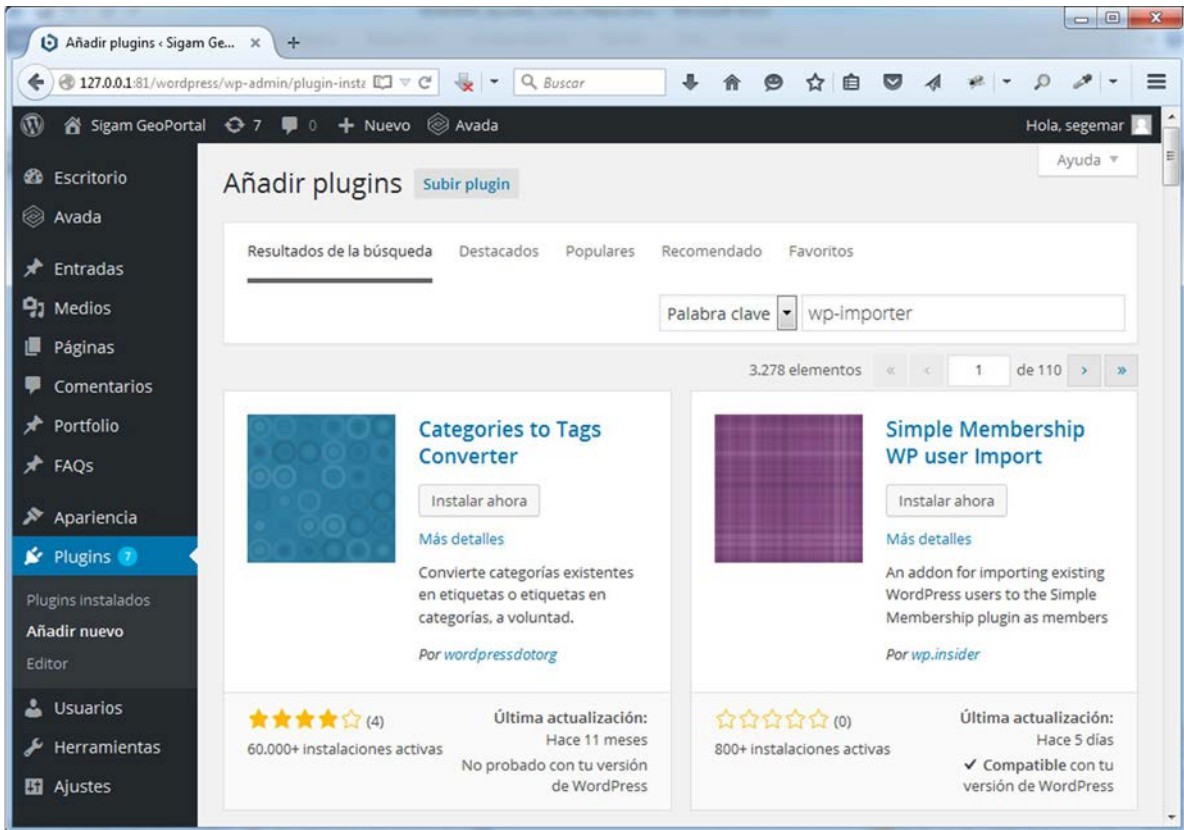 Añadir plugins ‹ Sigam Ge... × +
127.0.0.1:81/wordpress/wp-admin/plugin-insta
Buscar
Sigam GeoPortal 7 0 + Nuevo Avada
Hola, segemar
Ayuda
Escritorio
Avada
Entradas
Medios
Páginas
Comentarios
Portfolio
FAQs
Apariencia
Plugins 7
Plugins instalados
Añadir nuevo
Editor
Usuarios
Herramientas
Ajustes
Añadir plugins Subir plugin
Resultados de la búsqueda Destacados Populares Recomendado Favoritos
Palabra clave wp-importer
3.278 elementos « ‹ 1 de 110 › »
Categories to Tags
Converter
Instalar ahora
Más detalles
Convierte categorías existentes
en etiquetas o etiquetas en
categorías, a voluntad.
Por wordpressdotorg
(4)
60.000+ instalaciones activas
Última actualización:
Hace 11 meses
No probado con tu versión
de WordPress
Simple Membership
WP user Import
Instalar ahora
Más detalles
An addon for importing existing
WordPress users to the Simple
Membership plugin as members
Por wp.insider
(0)
800+ instalaciones activas
Última actualización:
Hace 5 días
✓ Compatible con tu
versión de WordPress